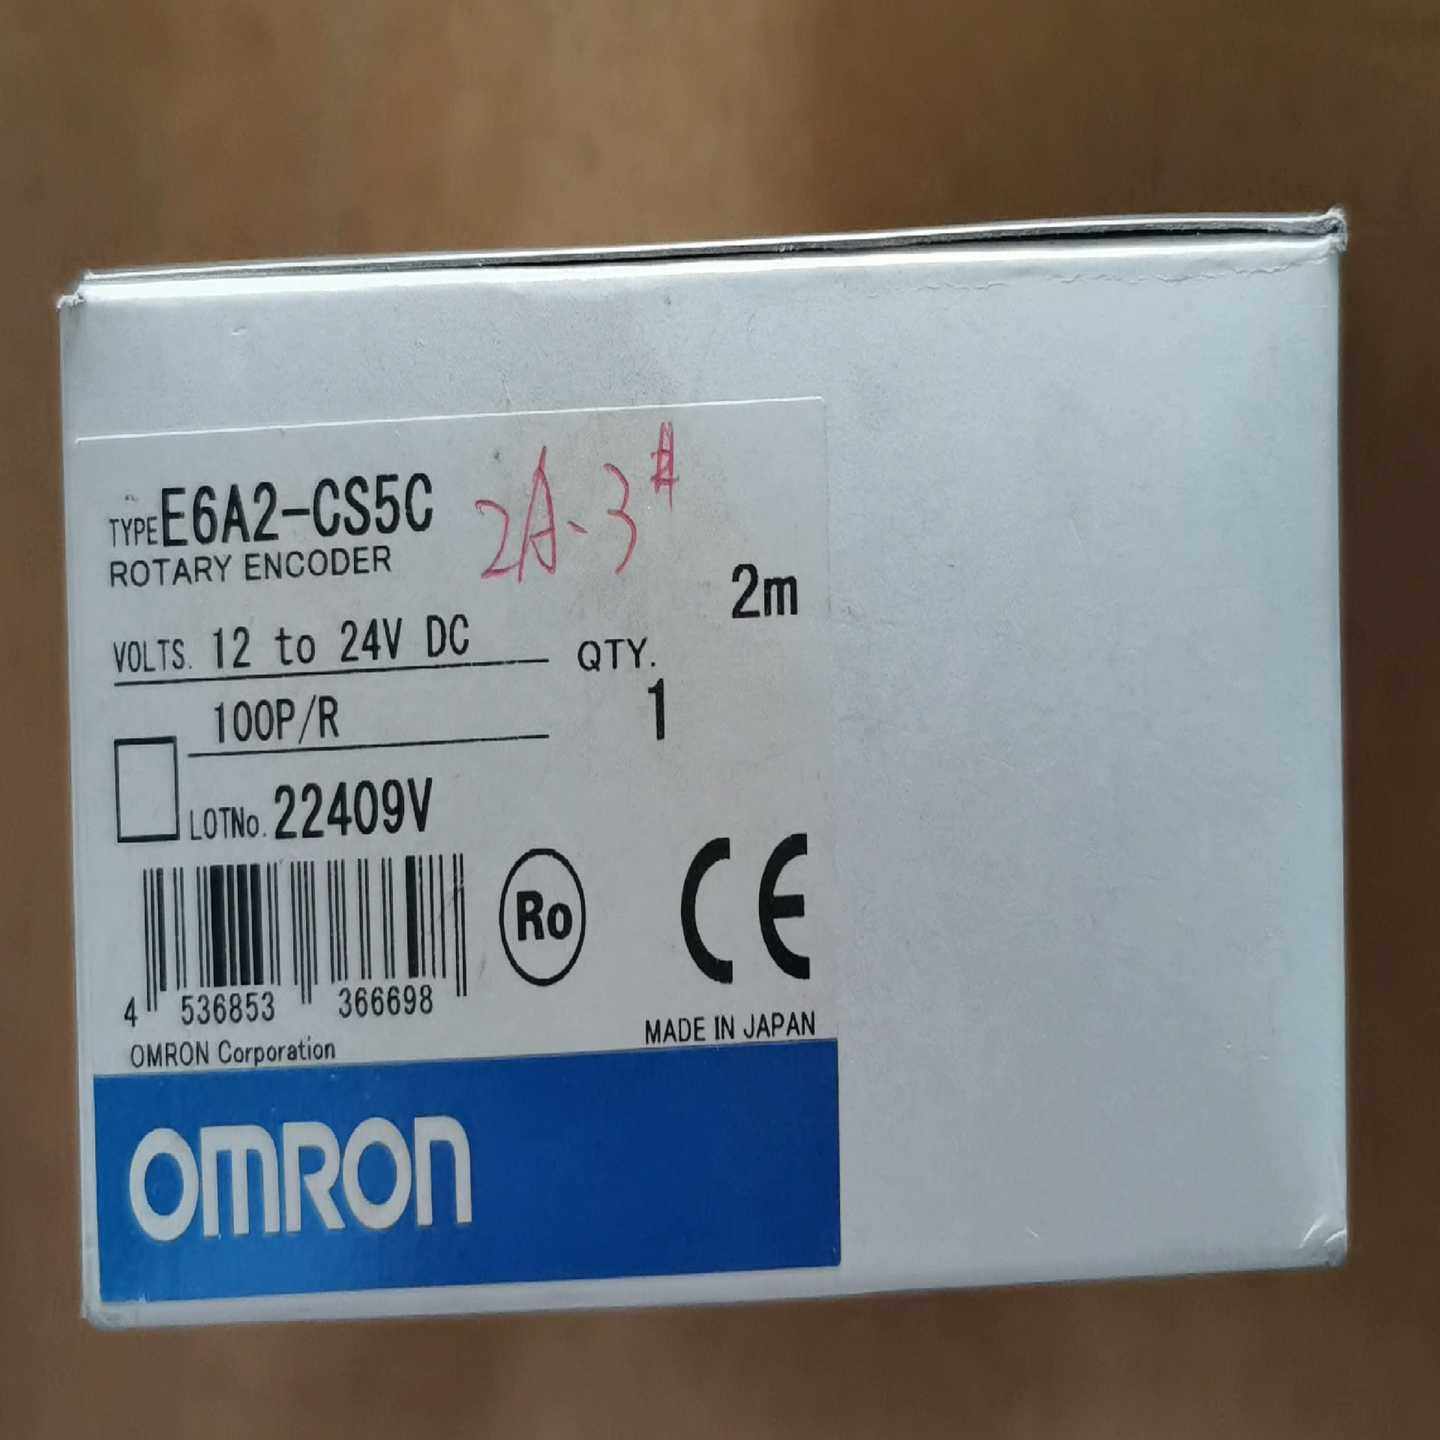 TYPE E6A2-CS5C
2A-3#
ROTARY ENCODER
2m
VOLTS. 12 to 24V DC
QTY.
100P/R
1
LOTNo. 22409V
Ro
CE
4 536853 366698
MADE IN JAPAN
OMRON Corporation
OMRON